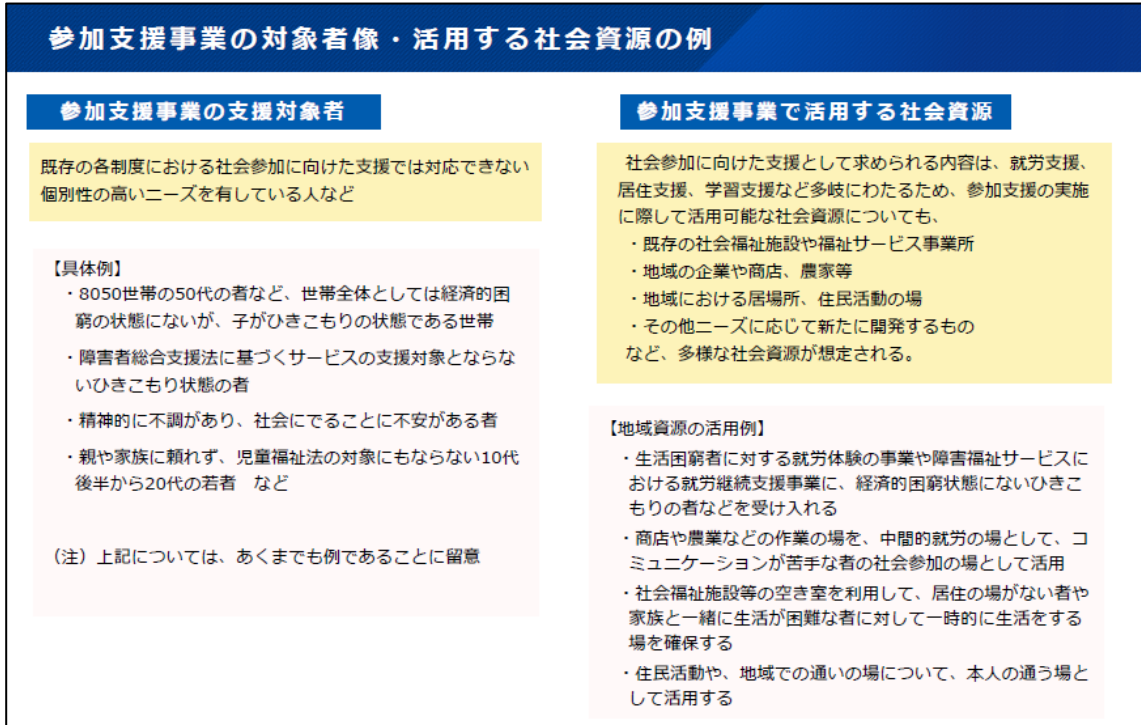 参加支援事業の対象者像・活用する社会資源の例
参加支援事業の支援対象者
既存の各制度における社会参加に向けた支援では対応できない
個別性の高いニーズを有している人など
【具体例】
・8050世帯の50代の者など、世帯全体としては経済的困
窮の状態にないが、子がひきこもりの状態である世帯
・障害者総合支援法に基づくサービスの支援対象とならな
いひきこもり状態の者
・精神的に不調があり、社会にでることに不安がある者
・親や家族に頼れず、児童福祉法の対象にもならない10代
後半から20代の若者 など
（注）上記については、あくまでも例であることに留意
参加支援事業で活用する社会資源
社会参加に向けた支援として求められる内容は、就労支援、
居住支援、学習支援など多岐にわたるため、参加支援の実施
に際して活用可能な社会資源についても、
・既存の社会福祉施設や福祉サービス事業所
・地域の企業や商店、農家等
・地域における居場所、住民活動の場
・その他ニーズに応じて新たに開発するもの
など、多様な社会資源が想定される。
【地域資源の活用例】
・生活困窮者に対する就労体験の事業や障害福祉サービスに
おける就労継続支援事業に、経済的困窮状態にないひきこ
もりの者などを受け入れる
・商店や農業などの作業の場を、中間的就労の場として、コ
ミュニケーションが苦手な者の社会参加の場として活用
・社会福祉施設等の空き室を利用して、居住の場がない者や
家族と一緒に生活が困難な者に対して一時的に生活をする
場を確保する
・住民活動や、地域での通いの場について、本人の通う場と
して活用する